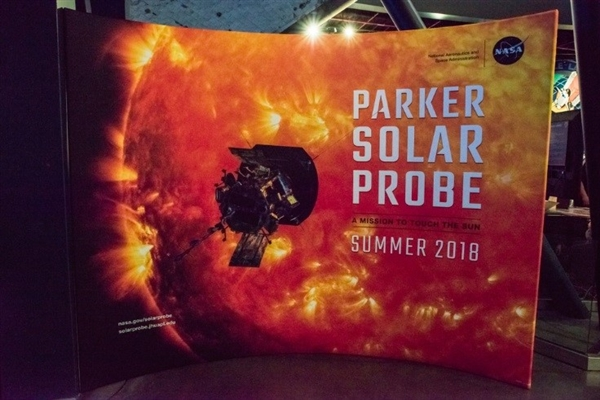 National Aeronautics and
Space Administration
NASA
PARKER
SOLAR
PROBE
A MISSION TO TOUCH THE SUN
SUMMER 2018
nasa.gov/solarprobe
solarprobe.jhuapl.edu